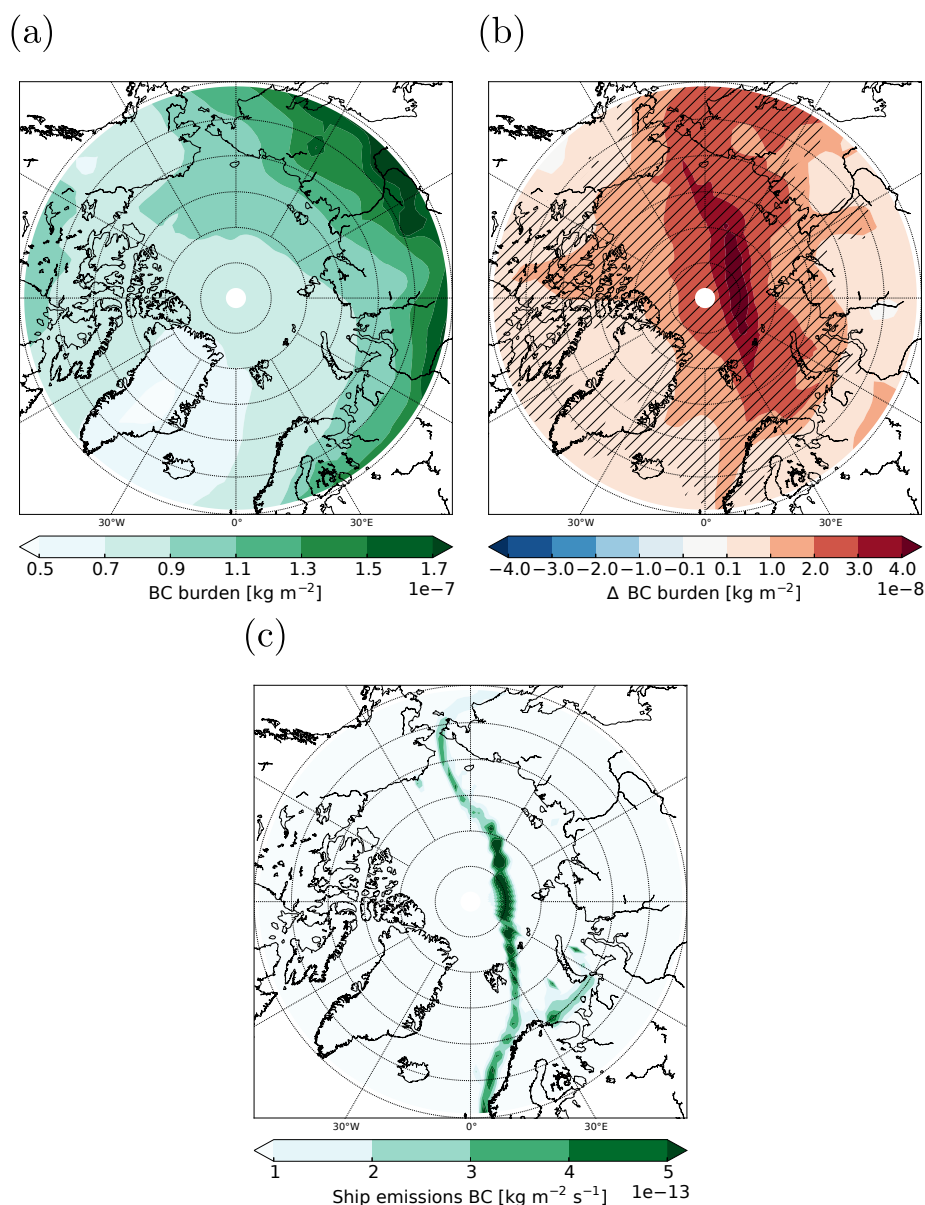 (a)
(b)
30°W 0° 30°E
30°W 0° 30°E
0.5 0.7 0.9 1.1 1.3 1.5 1.7
BC burden [kg m⁻²] 1e−7
−4.0 −3.0 −2.0 −1.0 −0.1 0.1 1.0 2.0 3.0 4.0
Δ BC burden [kg m⁻²] 1e−8
(c)
30°W 0° 30°E
1 2 3 4 5
Ship emissions BC [kg m⁻² s⁻¹] 1e−13